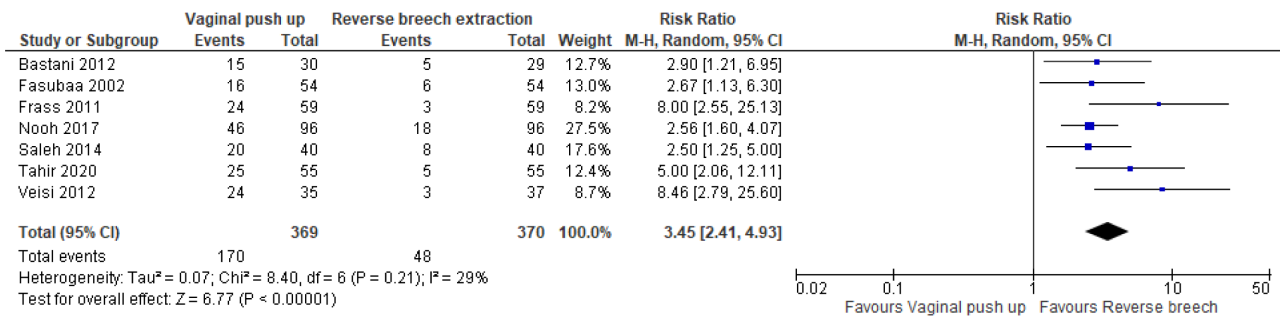 Vaginal push up Reverse breech extraction Risk Ratio Risk Ratio
Study or Subgroup Events Total Events Total Weight M-H, Random, 95% CI M-H, Random, 95% CI
Bastani 2012 15 30 5 29 12.7% 2.90 [1.21, 6.95]
Fasubaa 2002 16 54 6 54 13.0% 2.67 [1.13, 6.30]
Frass 2011 24 59 3 59 8.2% 8.00 [2.55, 25.13]
Nooh 2017 46 96 18 96 27.5% 2.56 [1.60, 4.07]
Saleh 2014 20 40 8 40 17.6% 2.50 [1.25, 5.00]
Tahir 2020 25 55 5 55 12.4% 5.00 [2.06, 12.11]
Veisi 2012 24 35 3 37 8.7% 8.46 [2.79, 25.60]
Total (95% CI) 369 370 100.0% 3.45 [2.41, 4.93]
Total events 170 48
Heterogeneity: Tau² = 0.07; Chi² = 8.40, df = 6 (P = 0.21); I² = 29%
Test for overall effect: Z = 6.77 (P < 0.00001)
0.02 0.1 1 10 50
Favours Vaginal push up Favours Reverse breech